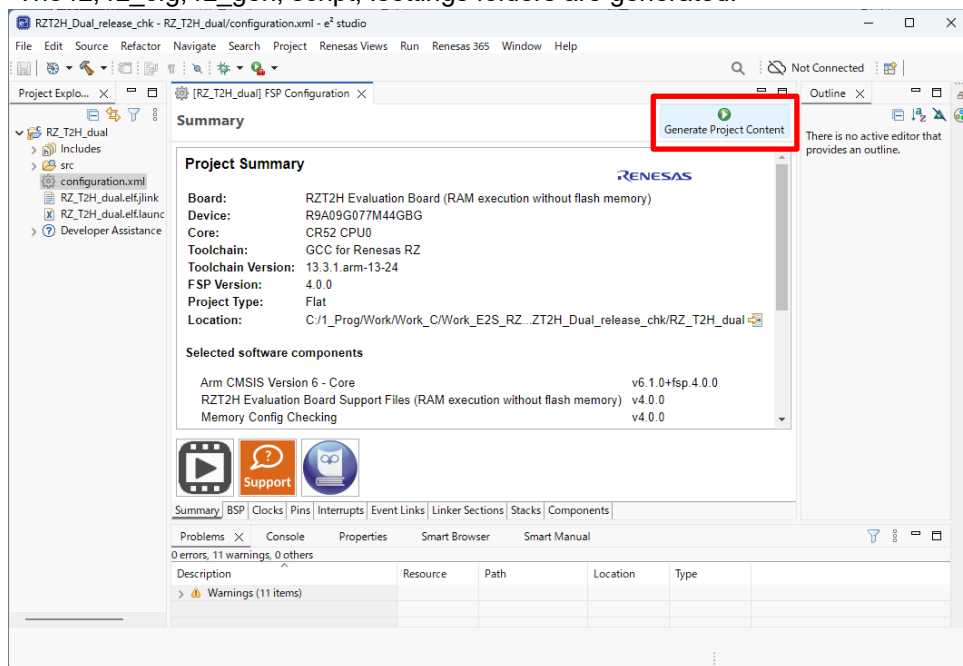 RZT2H_Dual_release_chk - RZ_T2H_dual/configuration.xml - e² studio
File Edit Source Refactor Navigate Search Project Renesas Views Run Renesas 365 Window Help
Not Connected
Project Explo...
[RZ_T2H_dual] FSP Configuration
Outline
RZ_T2H_dual
Includes
src
configuration.xml
RZ_T2H_dual.elf.jlink
RZ_T2H_dual.elf.launc
Developer Assistance
Summary
Generate Project Content
There is no active editor that
provides an outline.
Project Summary
RENESAS
Board: RZT2H Evaluation Board (RAM execution without flash memory)
Device: R9A09G077M44GBG
Core: CR52 CPU0
Toolchain: GCC for Renesas RZ
Toolchain Version: 13.3.1.arm-13-24
FSP Version: 4.0.0
Project Type: Flat
Location: C:/1_Prog/Work/Work_C/Work_E2S_RZ...ZT2H_Dual_release_chk/RZ_T2H_dual
Selected software components
Arm CMSIS Version 6 - Core v6.1.0+fsp.4.0.0
RZT2H Evaluation Board Support Files (RAM execution without flash memory) v4.0.0
Memory Config Checking v4.0.0
Support
Summary BSP Clocks Pins Interrupts Event Links Linker Sections Stacks Components
Problems Console Properties Smart Browser Smart Manual
0 errors, 11 warnings, 0 others
Description Resource Path Location Type
Warnings (11 items)